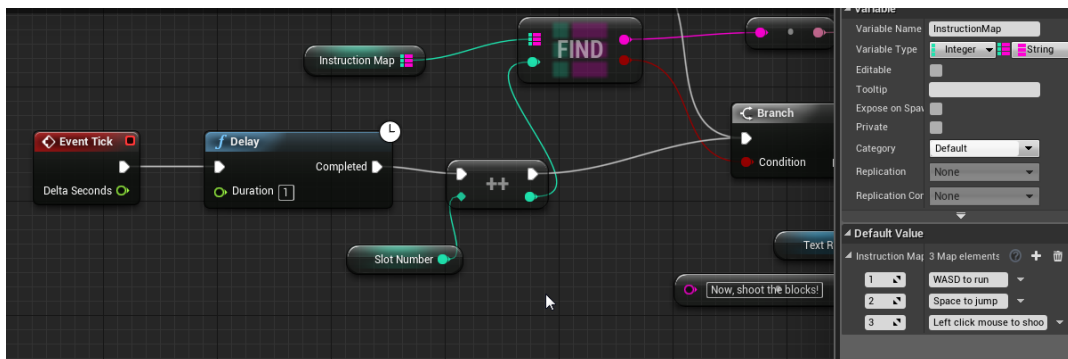 Variable
Variable Name InstructionMap
Variable Type Integer String
Editable
Tooltip
Expose on Spaw
Private
Category Default
Replication None
Replication Con None
Default Value
Instruction Map 3 Map elements
1 WASD to run
2 Space to jump
3 Left click mouse to shoo
Instruction Map
FIND
Branch
Condition
Event Tick
Delta Seconds
Delay
Completed
Duration 1
++
Slot Number
Text R
Now, shoot the blocks!